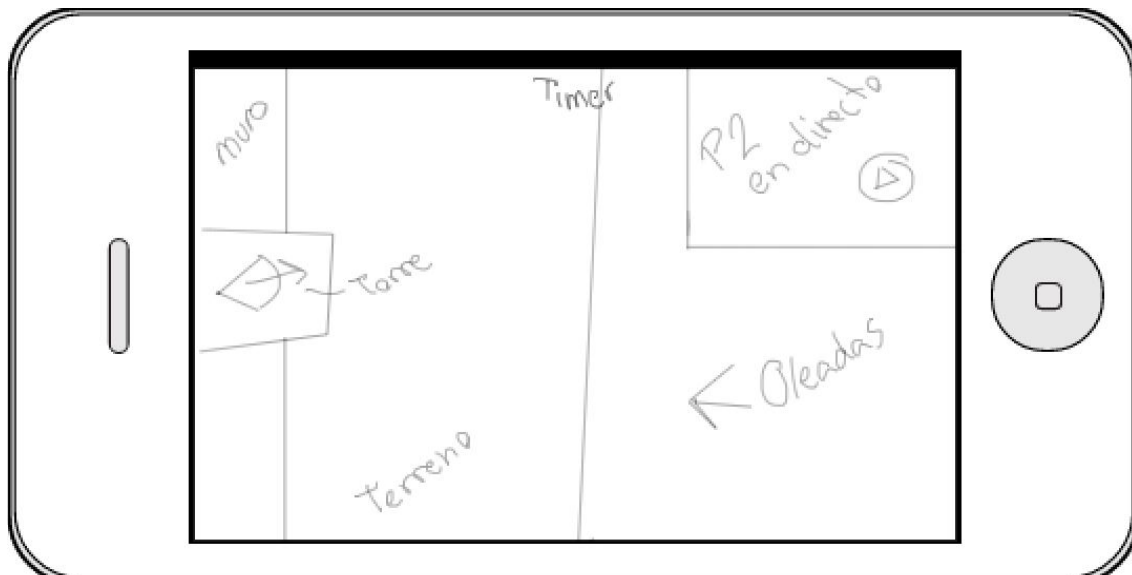 Timer
muro
P2
en directo
Torre
Oleadas
Terreno